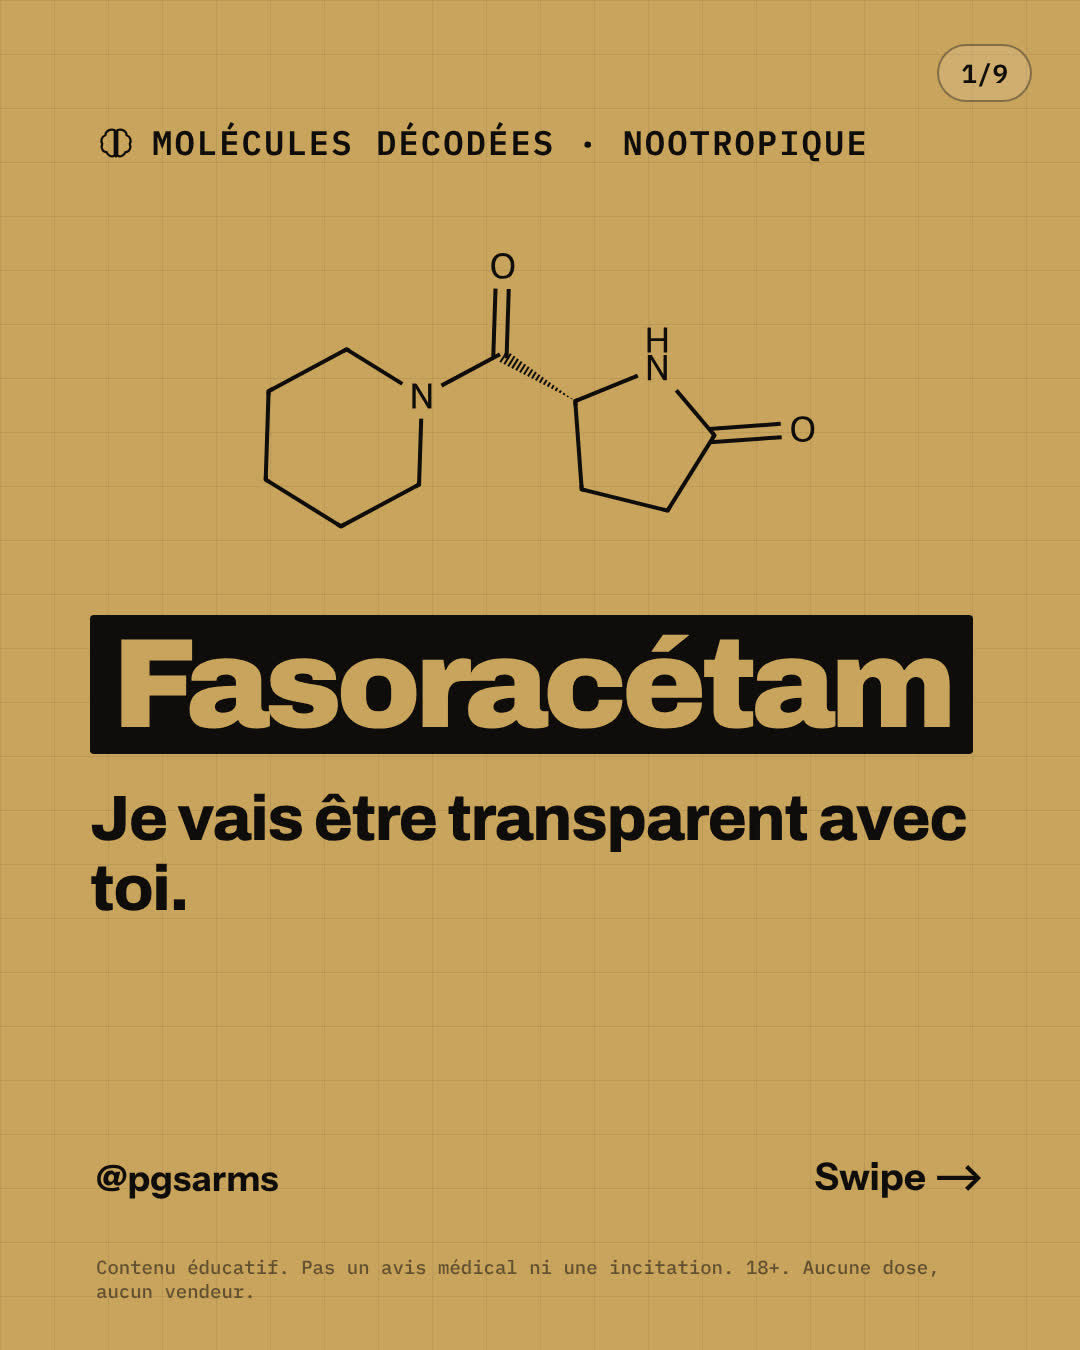 1/9
MOLÉCULES DÉCODÉES · NOOTROPIQUE
O
H
N
N
O
Fasoracétam
Je vais être transparent avec
toi.
@pgsarms
Swipe →
Contenu éducatif. Pas un avis médical ni une incitation. 18+. Aucune dose,
aucun vendeur.